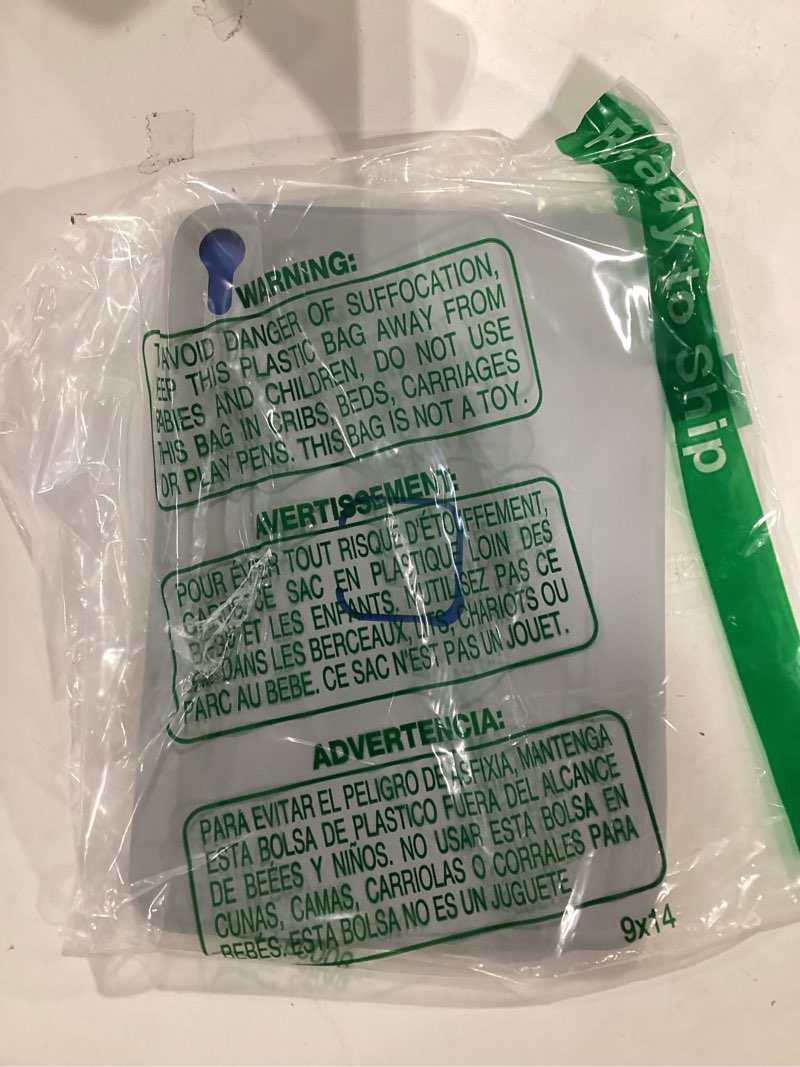 Ready to Ship
WARNING:
AVOID DANGER OF SUFFOCATION,
EEP THIS PLASTIC BAG AWAY FROM
BABIES AND CHILDREN, DO NOT USE
THIS BAG IN CRIBS, BEDS, CARRIAGES
OR PLAY PENS. THIS BAG IS NOT A TOY.
AVERTISSEMENT:
POUR ÉVITER TOUT RISQUE D'ÉTOUFFEMENT,
CE SAC EN PLASTIQUE LOIN DES
ET LES ENFANTS. N'UTILISEZ PAS CE
DANS LES BERCEAUX, LITS, CHARIOTS OU
PARC AU BEBE. CE SAC N'EST PAS UN JOUET.
ADVERTENCIA:
PARA EVITAR EL PELIGRO DE ASFIXIA, MANTENGA
ESTA BOLSA DE PLASTICO FUERA DEL ALCANCE
DE BEÉES Y NIÑOS. NO USAR ESTA BOLSA EN
CUNAS, CAMAS, CARRIOLAS O CORRALES PARA
BEBÉS. ESTA BOLSA NO ES UN JUGUETE
9x14